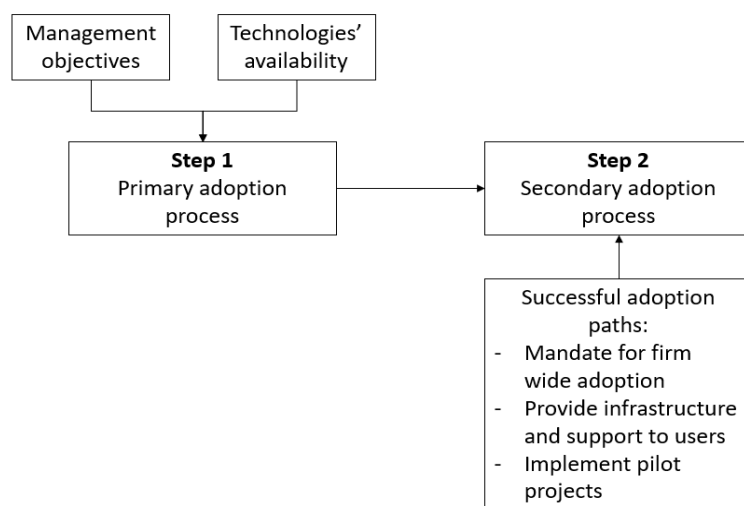 Management
objectives
Technologies’
availability
Step 1
Primary adoption
process
Step 2
Secondary adoption
process
Successful adoption
paths:
- Mandate for firm
wide adoption
- Provide infrastructure
and support to users
- Implement pilot
projects